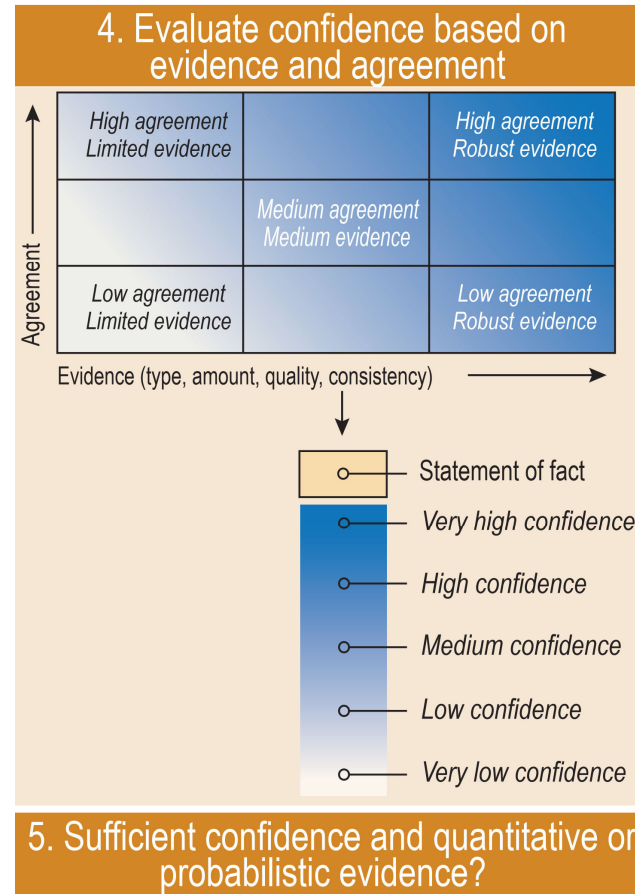 4. Evaluate confidence based on
evidence and agreement
High agreement
Limited evidence
High agreement
Robust evidence
Medium agreement
Medium evidence
Low agreement
Limited evidence
Low agreement
Robust evidence
Agreement
Evidence (type, amount, quality, consistency)
Statement of fact
Very high confidence
High confidence
Medium confidence
Low confidence
Very low confidence
5. Sufficient confidence and quantitative or
probabilistic evidence?